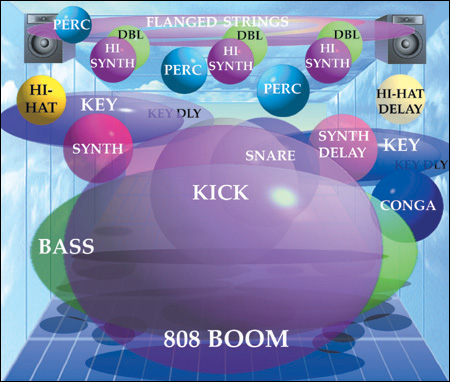 PERC
FLANGED STRINGS
DBL
DBL
DBL
HI-
SYNTH
HI-
SYNTH
HI-
SYNTH
PERC
PERC
HI-
HAT
KEY
KEY DLY
HI-HAT
DELAY
SYNTH
SNARE
SYNTH
DELAY
KEY
KEY DLY
KICK
CONGA
BASS
808 BOOM